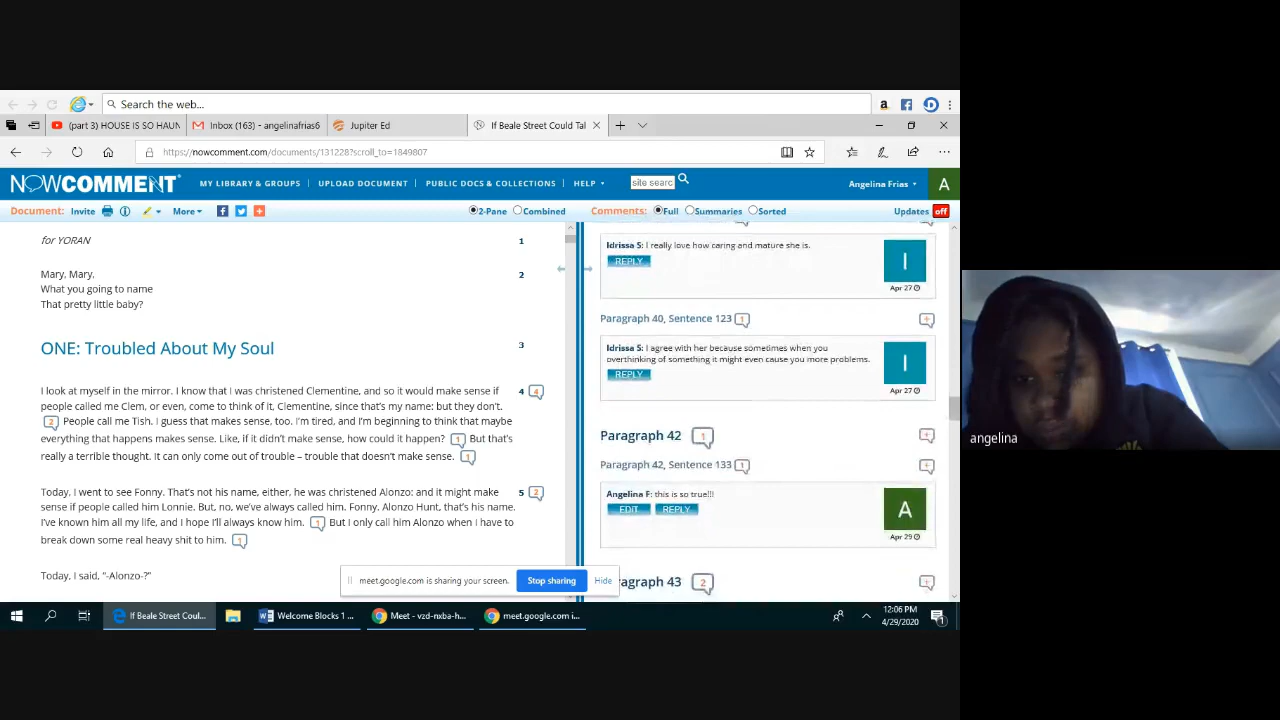 Search the web...
(part 3) HOUSE IS SO HAUN
Inbox (163) - angelinafrias6
Jupiter Ed
If Beale Street Could Tal
https://nowcomment.com/documents/131228?scroll_to=1849807
NOWCOMMENT
MY LIBRARY & GROUPS
UPLOAD DOCUMENT
PUBLIC DOCS & COLLECTIONS
HELP
site searc
Angelina Frias
A
Document:
Invite
More
2-Pane
Combined
Comments:
Full
Summaries
Sorted
Updates
off
for YORAN
1
Mary, Mary,
2
What you going to name
That pretty little baby?
ONE: Troubled About My Soul
3
I look at myself in the mirror. I know that I was christened Clementine, and so it would make sense if
4
4
people called me Clem, or even, come to think of it, Clementine, since that's my name: but they don't.
2 People call me Tish. I guess that makes sense, too. I'm tired, and I'm beginning to think that maybe
everything that happens makes sense. Like, if it didn't make sense, how could it happen? 1 But that's
really a terrible thought. It can only come out of trouble – trouble that doesn't make sense. 1
Today, I went to see Fonny. That's not his name, either, he was christened Alonzo: and it might make
5
2
sense if people called him Lonnie. But, no, we've always called him. Fonny. Alonzo Hunt, that's his name.
I've known him all my life, and I hope I'll always know him. 1 But I only call him Alonzo when I have to
break down some real heavy shit to him. 1
Today, I said, "-Alonzo-?"
Idrissa S: I really love how caring and mature she is.
REPLY
I
Apr 27
Paragraph 40, Sentence 123 1
Idrissa S: I agree with her because sometimes when you
overthinking of something it might even cause you more problems.
REPLY
I
Apr 27
Paragraph 42 1
Paragraph 42, Sentence 133 1
Angelina F: this is so true!!!
EDIT
REPLY
A
Apr 29
ragraph 43 2
meet.google.com is sharing your screen.
Stop sharing
Hide
If Beale Street Coul...
Welcome Blocks 1 ...
Meet - vzd-nxba-h...
meet.google.com i...
12:06 PM
4/29/2020
1
angelina